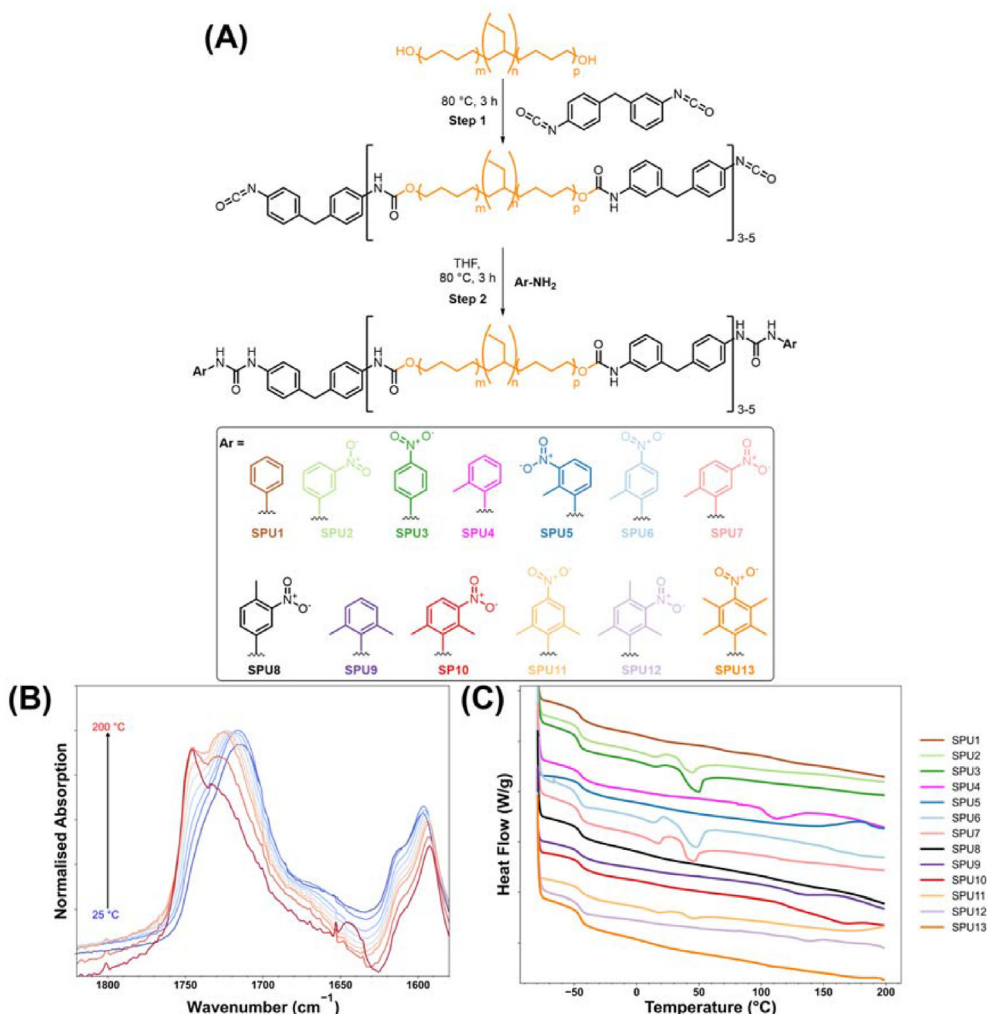 (A)
HO
m
n
p
OH
80 °C, 3 h
Step 1
O=C=N
N=C=O
O=C=N
H
N
O
O
m
n
p
O
O
N
H
N=C=O
3-5
THF,
80 °C, 3 h
Step 2
Ar-NH2
Ar
H
N
O
H
N
H
N
O
O
m
n
p
O
O
N
H
H
N
O
H
N
Ar
3-5
Ar =
SPU1
SPU2
SPU3
SPU4
SPU5
SPU6
SPU7
SPU8
SPU9
SP10
SPU11
SPU12
SPU13
(B)
200 °C
25 °C
Normalised Absorption
1800
1750
1700
1650
1600
Wavenumber (cm−1)
(C)
Heat Flow (W/g)
−50
0
50
100
150
200
Temperature (°C)
SPU1
SPU2
SPU3
SPU4
SPU5
SPU6
SPU7
SPU8
SPU9
SPU10
SPU11
SPU12
SPU13